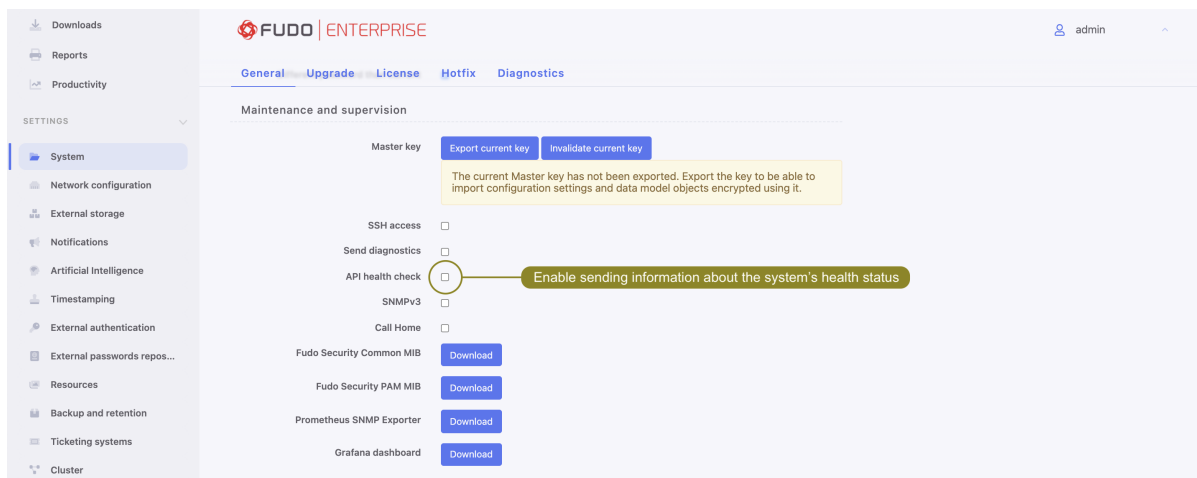 Downloads
Reports
Productivity
SETTINGS
System
Network configuration
External storage
Notifications
Artificial Intelligence
Timestamping
External authentication
External passwords repos...
Resources
Backup and retention
Ticketing systems
Cluster
FUDO ENTERPRISE
admin
General Upgrade License Hotfix Diagnostics
Maintenance and supervision
Master key Export current key Invalidate current key
The current Master key has not been exported. Export the key to be able to
import configuration settings and data model objects encrypted using it.
SSH access
Send diagnostics
API health check Enable sending information about the system's health status
SNMPv3
Call Home
Fudo Security Common MIB Download
Fudo Security PAM MIB Download
Prometheus SNMP Exporter Download
Grafana dashboard Download